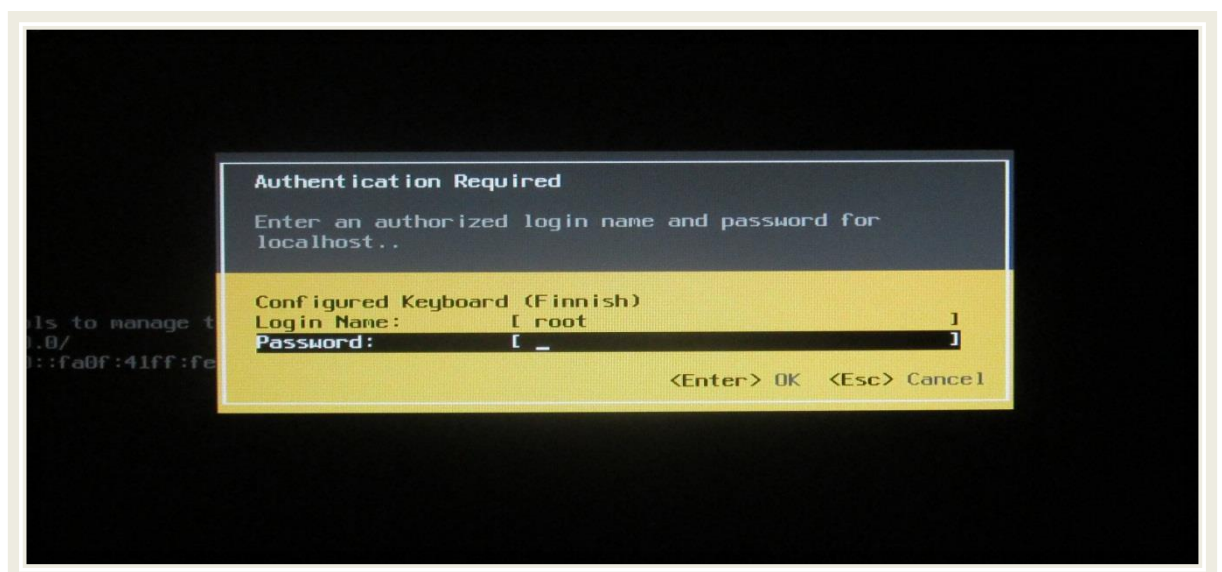 Authentication Required
Enter an authorized login name and password for
localhost..
Configured Keyboard (Finnish)
Login Name: [ root ]
Password: [ _ ]
<Enter> OK <Esc> Cancel
ls to manage t
0.0/
::fa0f:41ff:fe